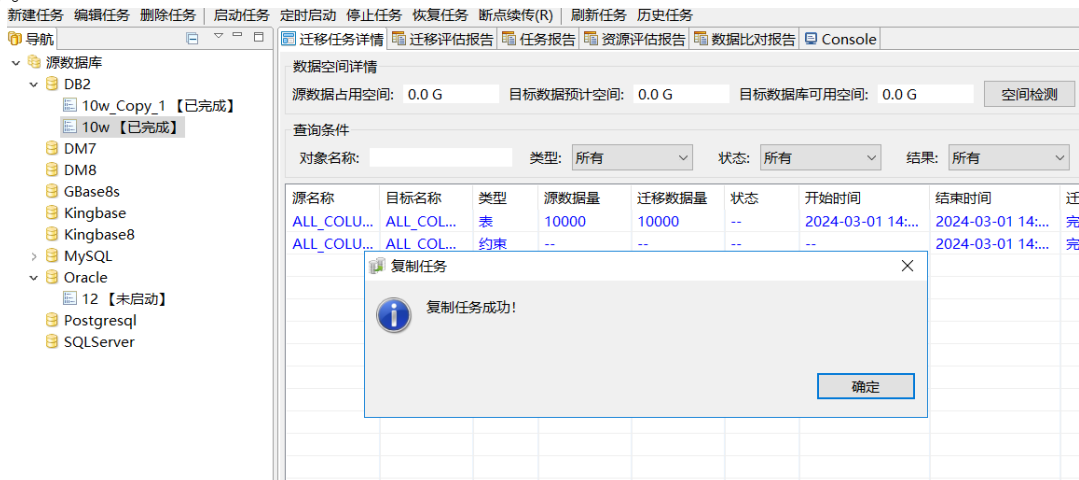 新建任务 编辑任务 删除任务 启动任务 定时启动 停止任务 恢复任务 断点续传(R) 刷新任务 历史任务
导航
迁移任务详情 迁移评估报告 任务报告 资源评估报告 数据比对报告 Console
源数据库
DB2
10w_Copy_1 【已完成】
10w 【已完成】
DM7
DM8
GBase8s
Kingbase
Kingbase8
MySQL
Oracle
12 【未启动】
Postgresql
SQLServer
数据空间详情
源数据占用空间: 0.0 G 目标数据预计空间: 0.0 G 目标数据库可用空间: 0.0 G 空间检测
查询条件
对象名称: 类型: 所有 状态: 所有 结果: 所有
源名称 目标名称 类型 源数据量 迁移数据量 状态 开始时间 结束时间 迁
ALL_COLU... ALL_COL... 表 10000 10000 -- 2024-03-01 14:... 2024-03-01 14:... 完
ALL_COLU... ALL_COL... 约束 -- -- -- -- 2024-03-01 14:... 完
复制任务
复制任务成功!
确定